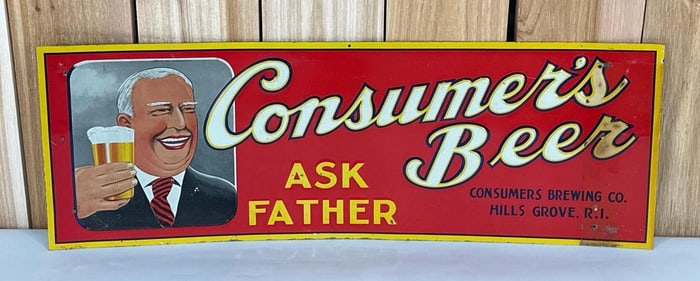 Consumer's
Beer
ASK
FATHER
CONSUMERS BREWING CO.
HILLS GROVE, R.I.